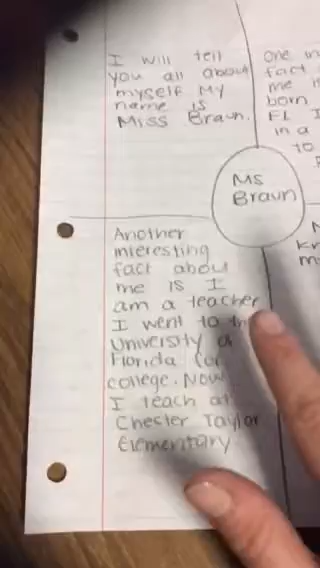 I will tell
you all about
myself My
name is
Miss Braun.
one in
fact
me is
born
FL I
in a
to
Ms
Braun
Another
interesting
fact about
me is I
am a teacher
I went to the
University of
Florida for
college. Now
I teach at
Chester Taylor
Elementary